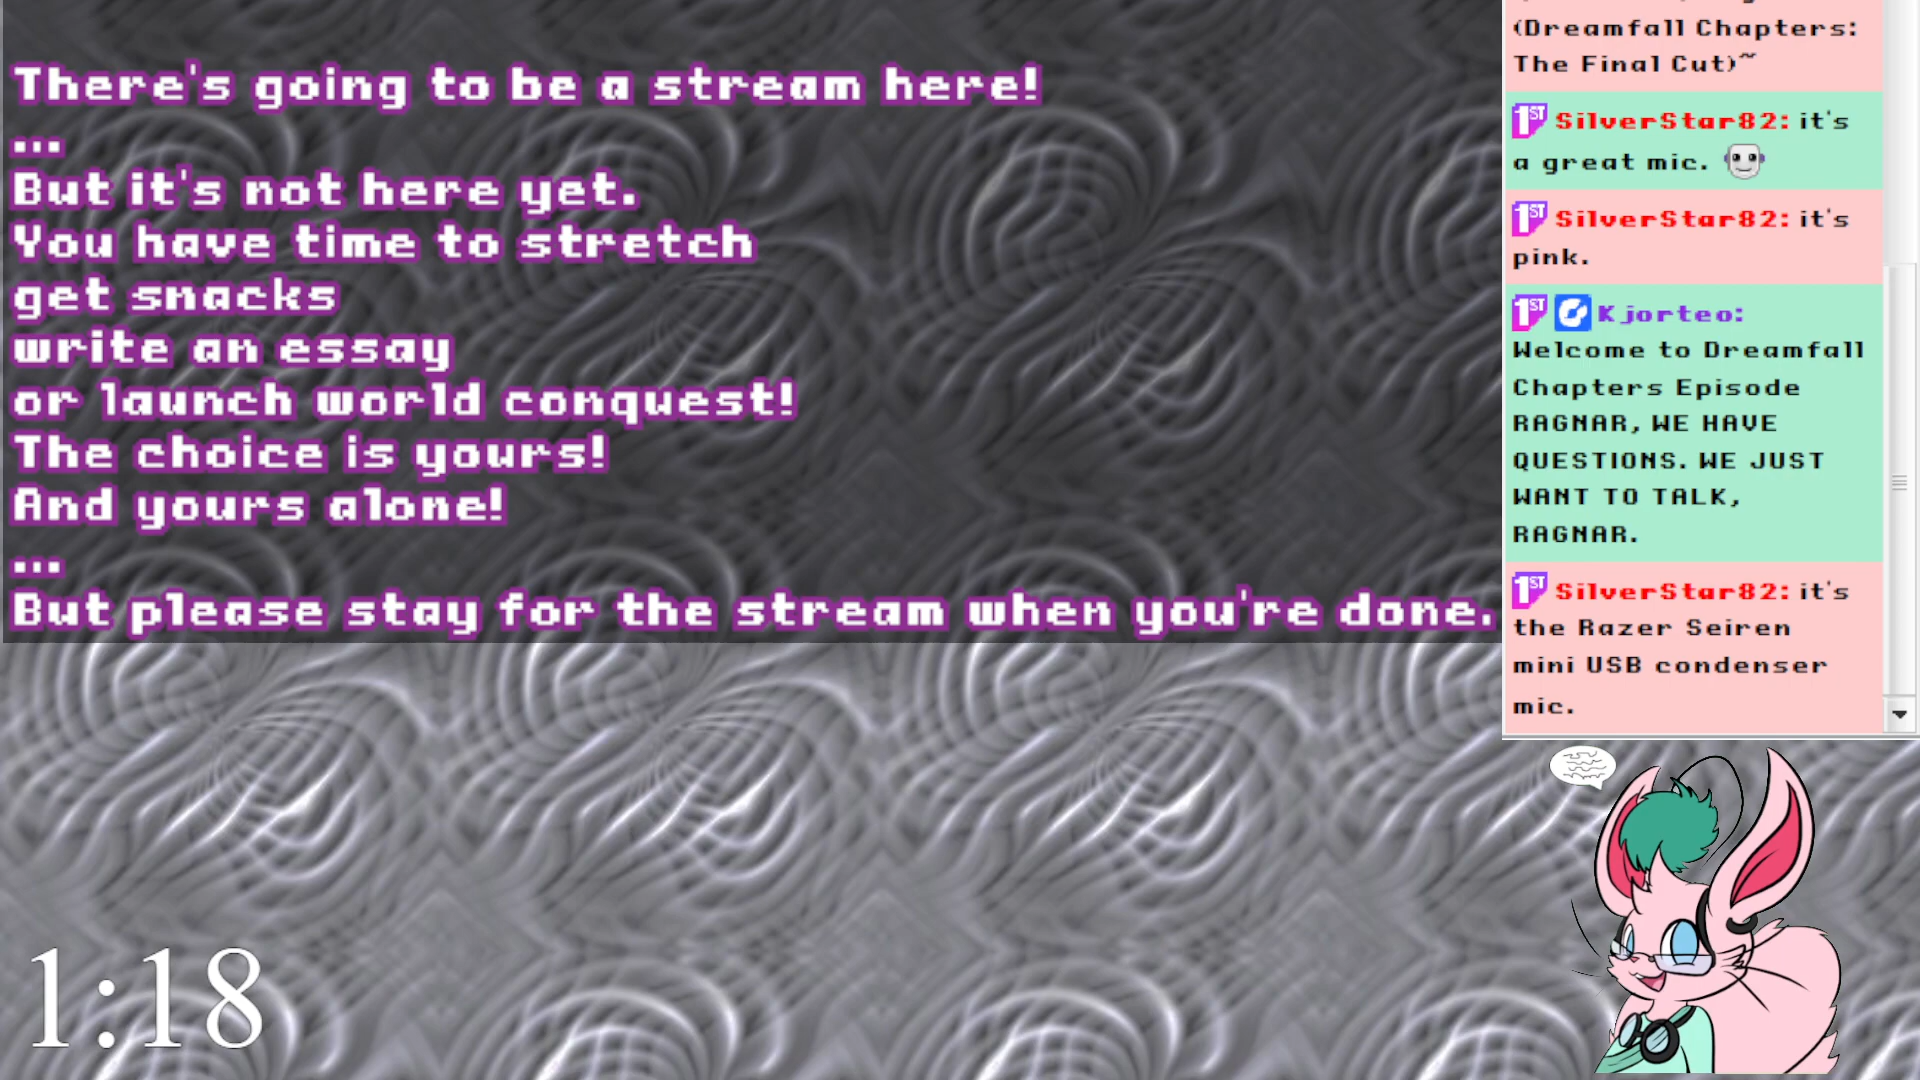 There's going to be a stream here!
...
But it's not here yet.
You have time to stretch
get snacks
write an essay
or launch world conquest!
The choice is yours!
And yours alone!
...
But please stay for the stream when you're done.
1:18
(Dreamfall Chapters:
The Final Cut)~
1ST SilverStar82: it's
a great mic.
1ST SilverStar82: it's
pink.
1ST Kjorteo:
Welcome to Dreamfall
Chapters Episode
RAGNAR, WE HAVE
QUESTIONS. WE JUST
WANT TO TALK,
RAGNAR.
1ST SilverStar82: it's
the Razer Seiren
mini USB condenser
mic.